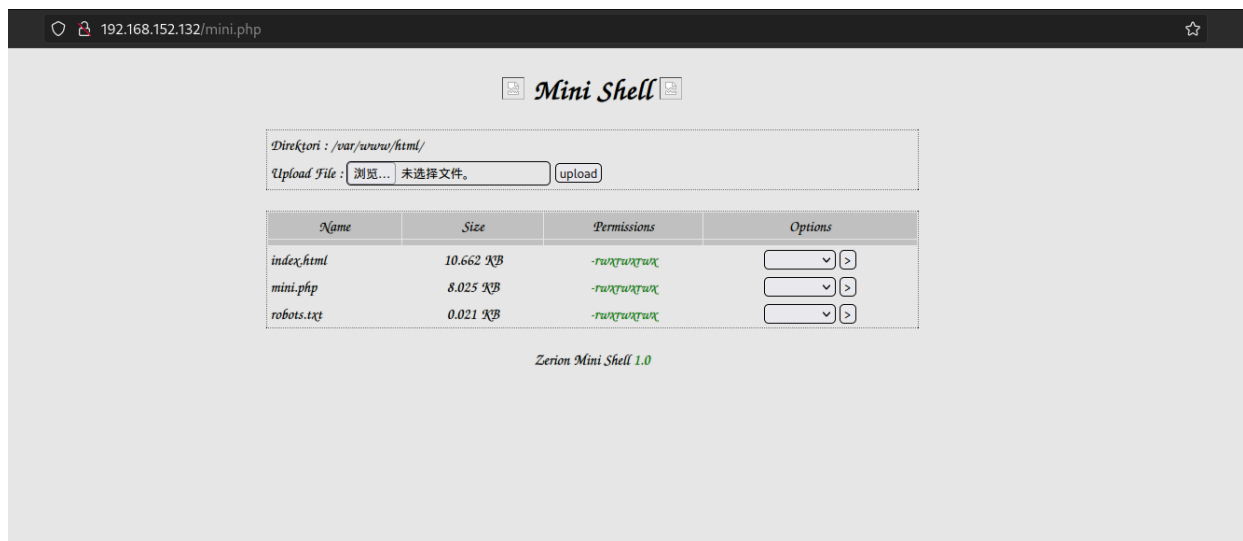 192.168.152.132/mini.php
Mini Shell
Direktori : /var/www/html/
Upload File : 浏览... 未选择文件。 upload
Name Size Permissions Options
index.html 10.662 KB -rwxrwxrwx >
mini.php 8.025 KB -rwxrwxrwx >
robots.txt 0.021 KB -rwxrwxrwx >
Zerion Mini Shell 1.0